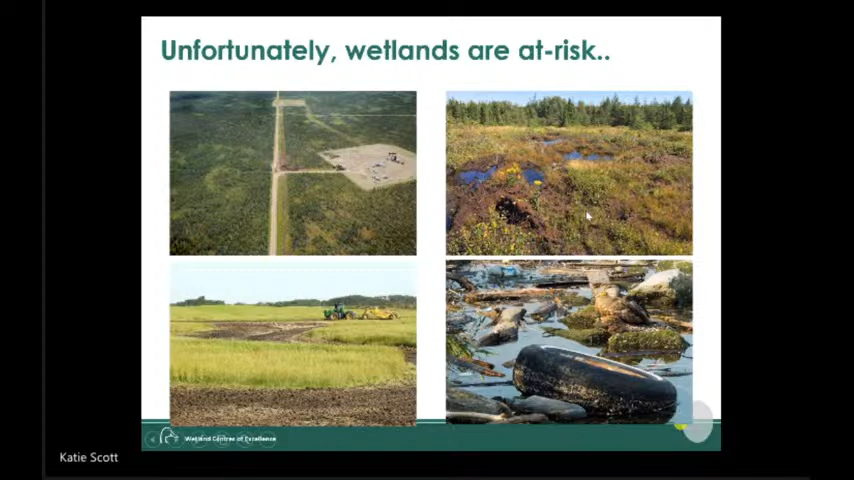 Unfortunately, wetlands are at-risk..
Wetland Centres of Excellence
Katie Scott